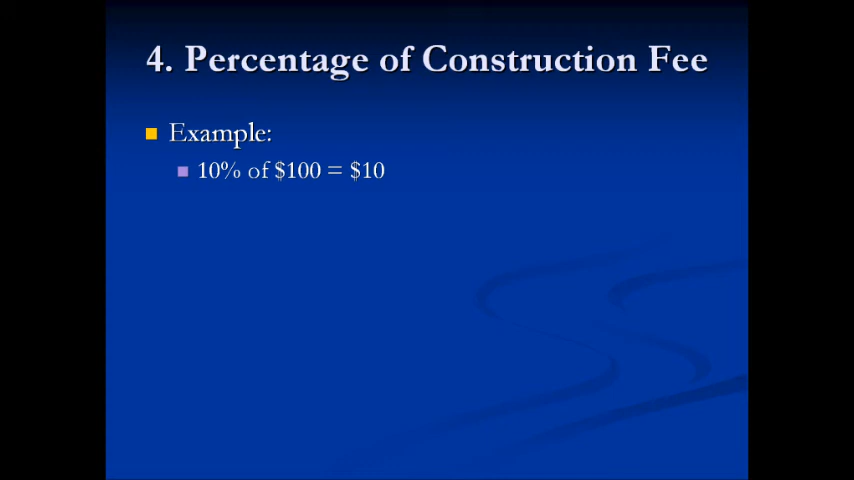 4. Percentage of Construction Fee
Example:
10% of $100 = $10